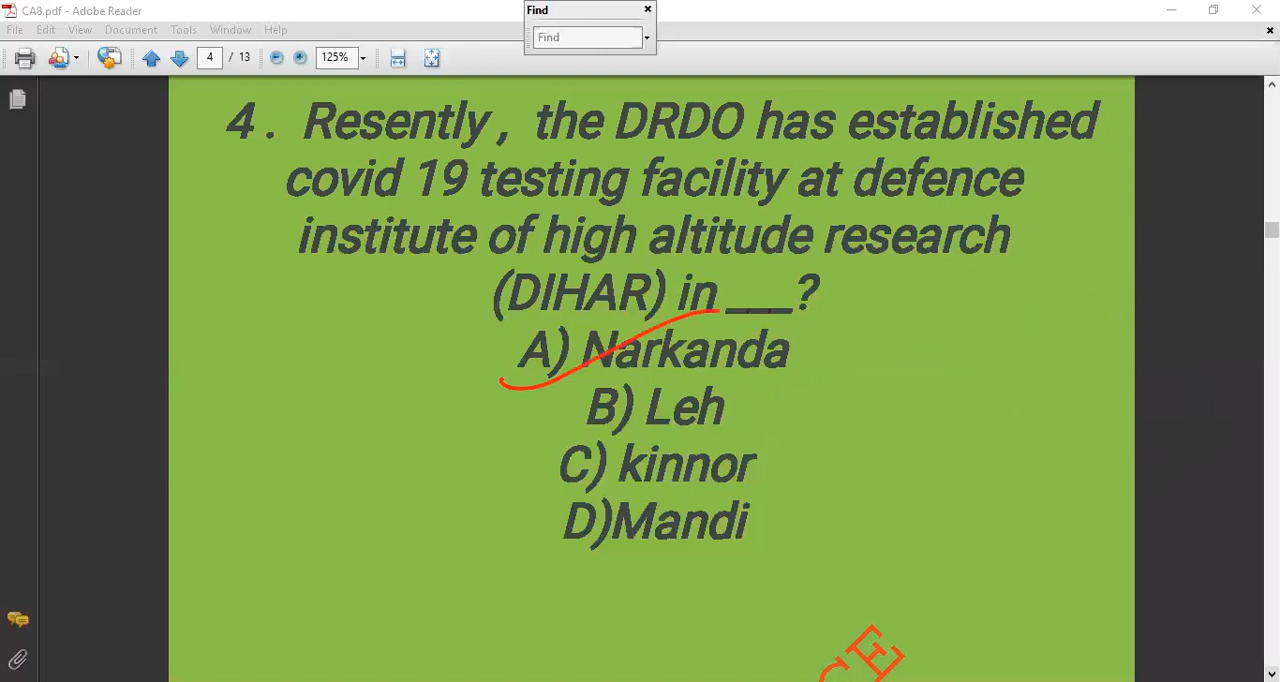 CA8.pdf - Adobe Reader
File Edit View Document Tools Window Help
Find
Find
4 / 13 125%
4 . Resently , the DRDO has established
covid 19 testing facility at defence
institute of high altitude research
(DIHAR) in ___?
A) Narkanda
B) Leh
C) kinnor
D)Mandi